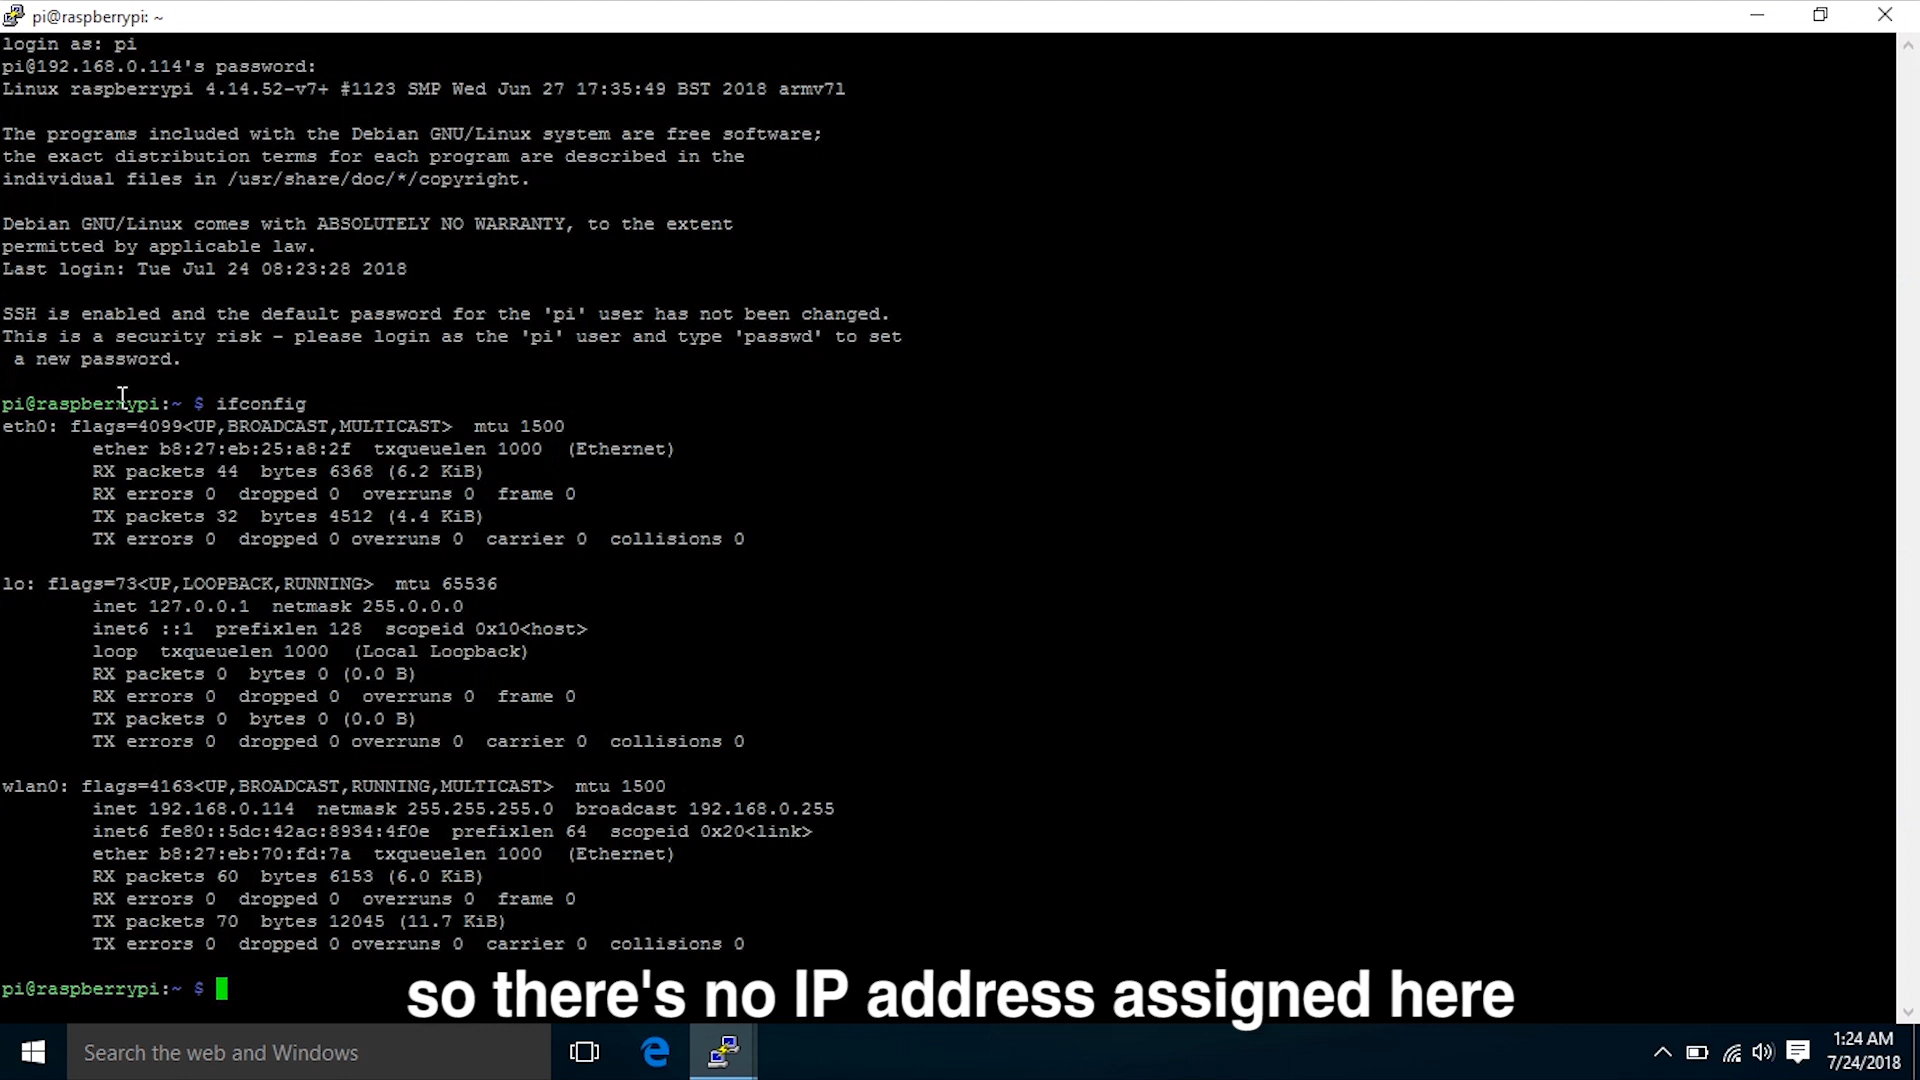 pi@raspberrypi: ~
login as: pi
pi@192.168.0.114's password:
Linux raspberrypi 4.14.52-v7+ #1123 SMP Wed Jun 27 17:35:49 BST 2018 armv7l
The programs included with the Debian GNU/Linux system are free software;
the exact distribution terms for each program are described in the
individual files in /usr/share/doc/*/copyright.
Debian GNU/Linux comes with ABSOLUTELY NO WARRANTY, to the extent
permitted by applicable law.
Last login: Tue Jul 24 08:23:28 2018
SSH is enabled and the default password for the 'pi' user has not been changed.
This is a security risk - please login as the 'pi' user and type 'passwd' to set
a new password.
pi@raspberrypi:~ $ ifconfig
eth0: flags=4099<UP,BROADCAST,MULTICAST>  mtu 1500
ether b8:27:eb:25:a8:2f  txqueuelen 1000  (Ethernet)
RX packets 44  bytes 6368 (6.2 KiB)
RX errors 0  dropped 0  overruns 0  frame 0
TX packets 32  bytes 4512 (4.4 KiB)
TX errors 0  dropped 0 overruns 0  carrier 0  collisions 0
lo: flags=73<UP,LOOPBACK,RUNNING>  mtu 65536
inet 127.0.0.1  netmask 255.0.0.0
inet6 ::1  prefixlen 128  scopeid 0x10<host>
loop  txqueuelen 1000  (Local Loopback)
RX packets 0  bytes 0 (0.0 B)
RX errors 0  dropped 0  overruns 0  frame 0
TX packets 0  bytes 0 (0.0 B)
TX errors 0  dropped 0 overruns 0  carrier 0  collisions 0
wlan0: flags=4163<UP,BROADCAST,RUNNING,MULTICAST>  mtu 1500
inet 192.168.0.114  netmask 255.255.255.0  broadcast 192.168.0.255
inet6 fe80::5dc:42ac:8934:4f0e  prefixlen 64  scopeid 0x20<link>
ether b8:27:eb:70:fd:7a  txqueuelen 1000  (Ethernet)
RX packets 60  bytes 6153 (6.0 KiB)
RX errors 0  dropped 0  overruns 0  frame 0
TX packets 70  bytes 12045 (11.7 KiB)
TX errors 0  dropped 0 overruns 0  carrier 0  collisions 0
pi@raspberrypi:~ $
so there's no IP address assigned here
Search the web and Windows
1:24 AM
7/24/2018